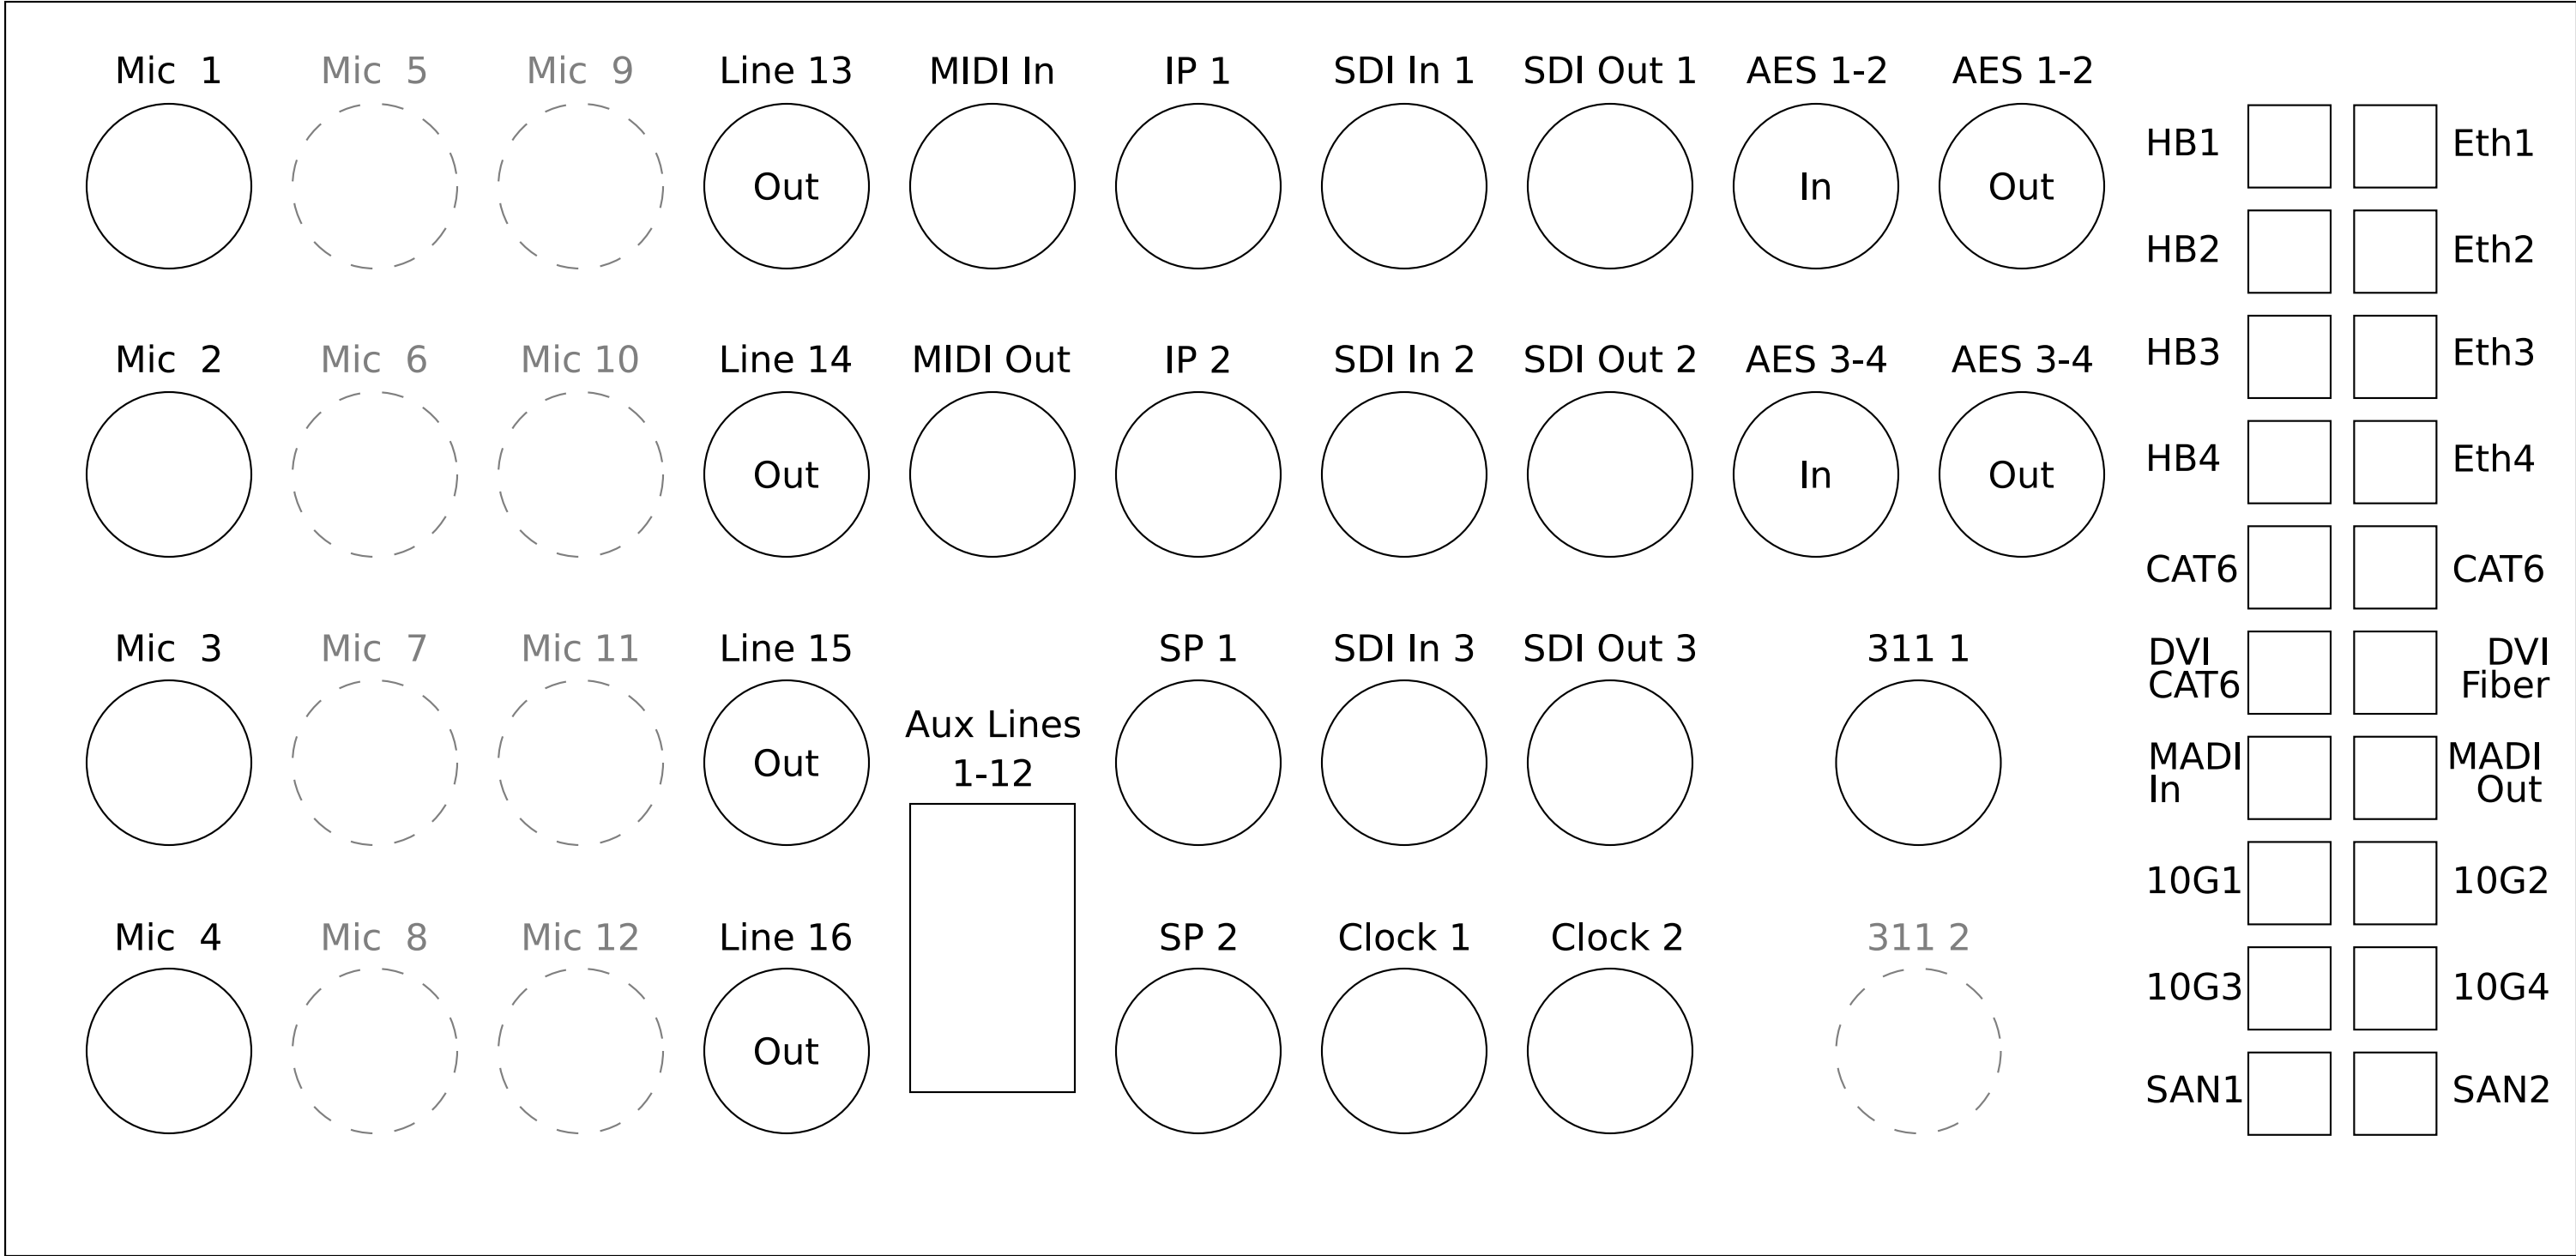 Mic  1 Mic  5 Mic  9 Line 13 MIDI In IP 1 SDI In 1 SDI Out 1 AES 1-2 AES 1-2
HB1 Eth1
Out In Out
HB2 Eth2
Mic  2 Mic  6 Mic 10 Line 14 MIDI Out IP 2 SDI In 2 SDI Out 2 AES 3-4 AES 3-4
HB3 Eth3
HB4 Eth4
Out In Out
CAT6 CAT6
Mic  3 Mic  7 Mic 11 Line 15 SP 1 SDI In 3 SDI Out 3 311 1
DVI DVI
CAT6 Fiber
Aux Lines
1-12
Out
MADI MADI
In Out
10G1 10G2
Mic  4 Mic  8 Mic 12 Line 16 SP 2 Clock 1 Clock 2 311 2
10G3 10G4
Out
SAN1 SAN2